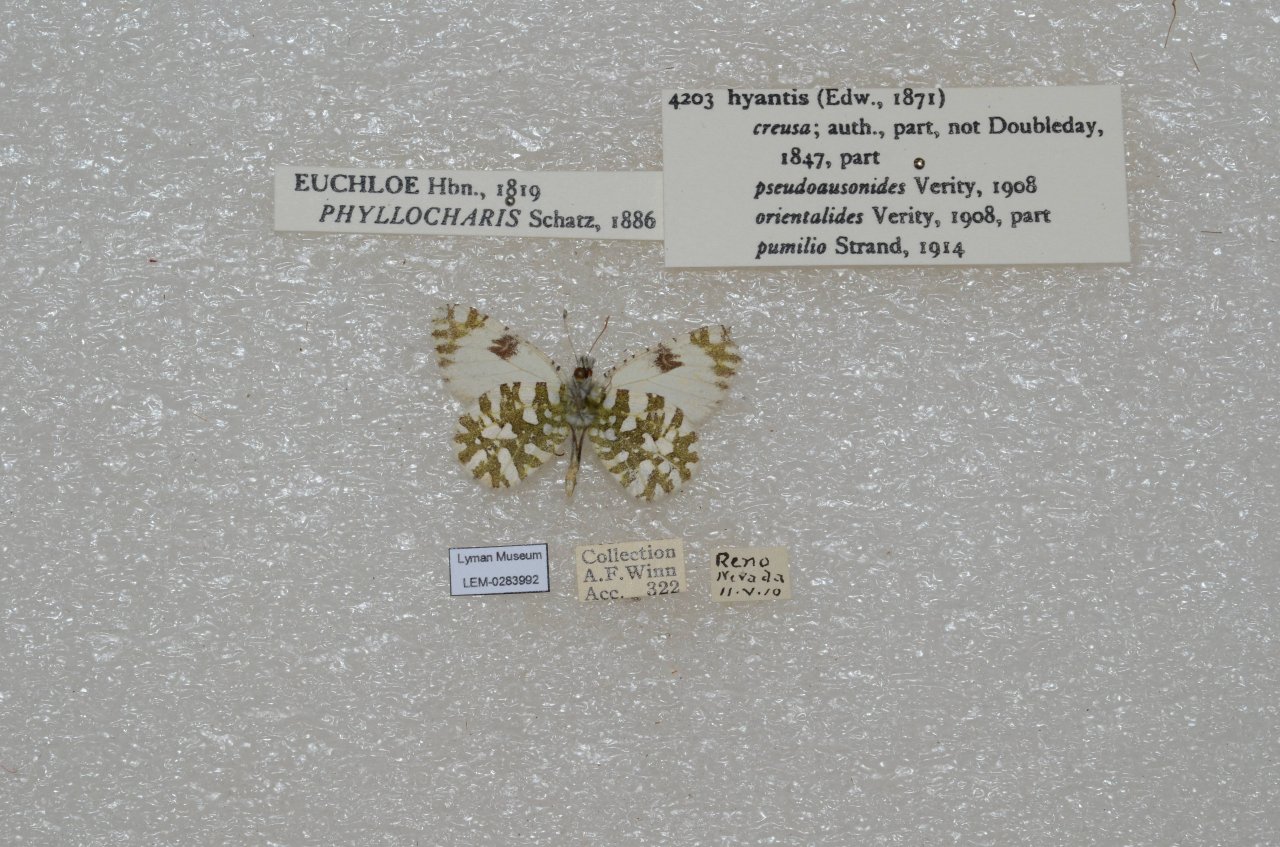 4203 hyantis (Edw., 1871)
creusa; auth., part, not Doubleday,
1847, part
pseudoausonides Verity, 1908
orientalides Verity, 1908, part
pumilio Strand, 1914
EUCHLOE Hbn., 1819
PHYLLOCHARIS Schatz, 1886
Lyman Museum
LEM-0283992
Collection
A.F.Winn
Acc. 322
Reno
Nevada
11.V.10